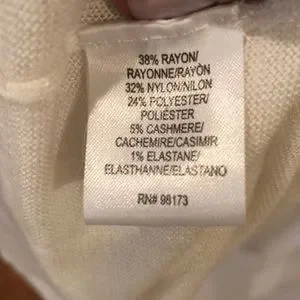 38% RAYON/
RAYONNE/RAYÓN
32% NYLON/NILON
24% POLYESTER/
POLIÉSTER
5% CASHMERE/
CACHEMIRE/CASIMIR
1% ELASTANE/
ELASTHANNE/ELASTANO
RN# 96173